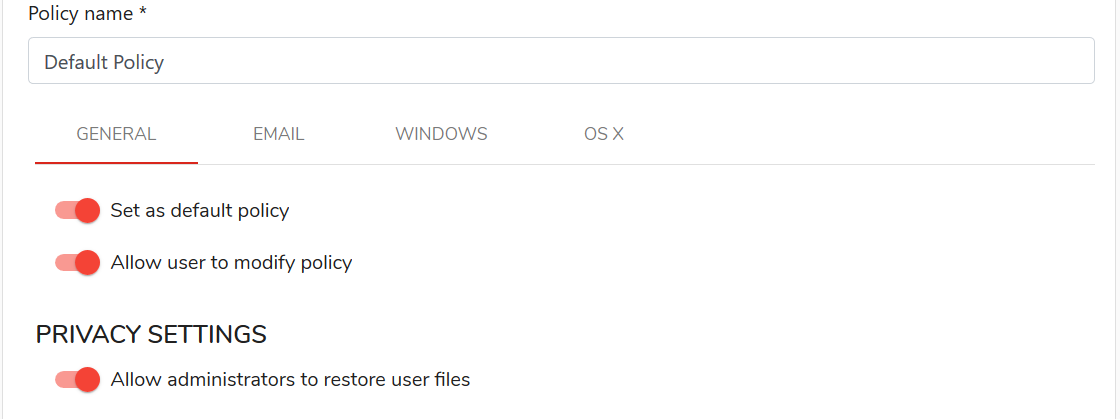 Policy name *
Default Policy
GENERAL EMAIL WINDOWS OS X
Set as default policy
Allow user to modify policy
PRIVACY SETTINGS
Allow administrators to restore user files